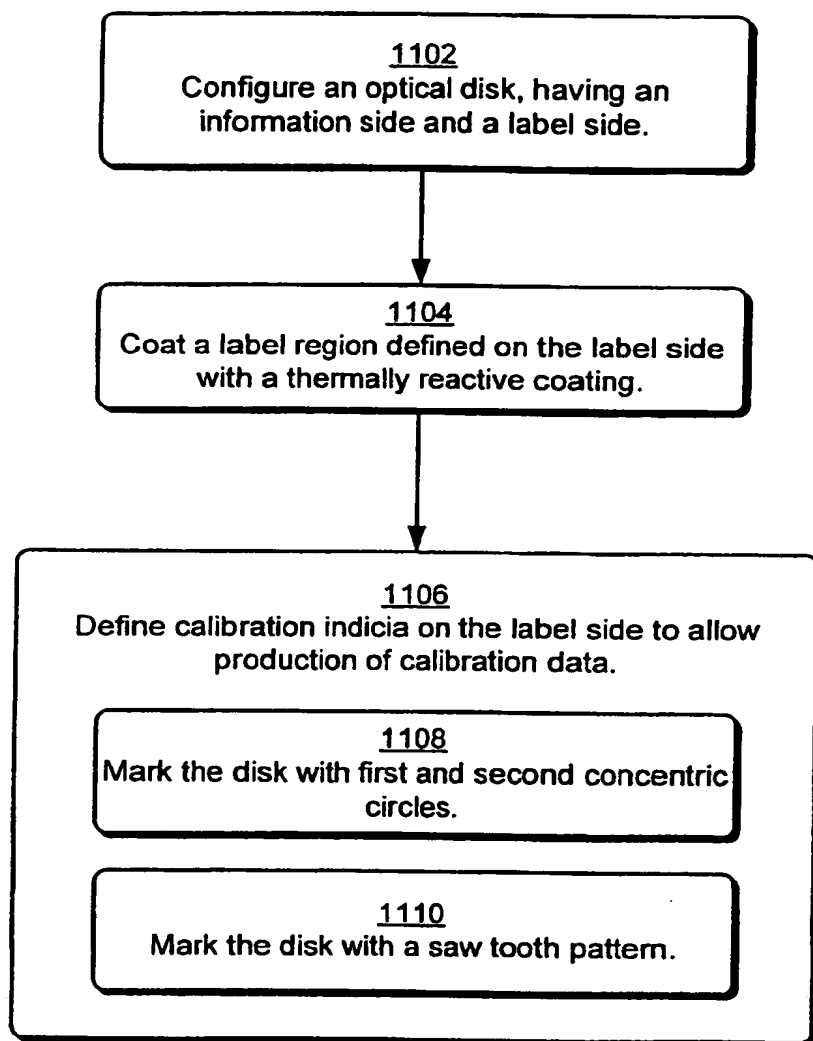 1102
Configure an optical disk, having an
information side and a label side.
1104
Coat a label region defined on the label side
with a thermally reactive coating.
1106
Define calibration indicia on the label side to allow
production of calibration data.
1108
Mark the disk with first and second concentric
circles.
1110
Mark the disk with a saw tooth pattern.